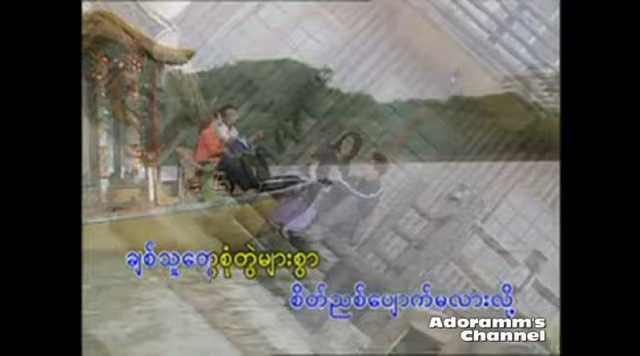 ချစ်သူတွေစုံတွဲများစွာ
စိတ်ညစ်ပျောက်မလားလို့
Adoramm's
Channel